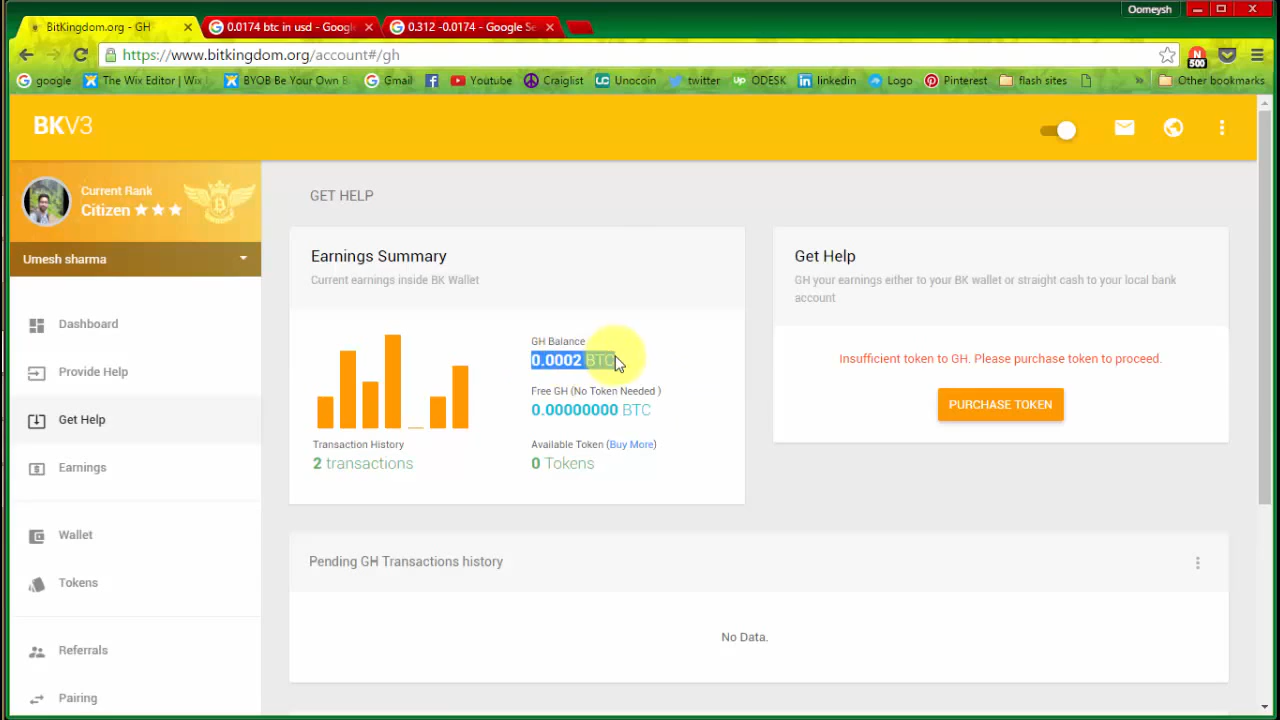 Oomeysh
BitKingdom.org - GH
0.0174 btc in usd - Googl
0.312 -0.0174 - Google Se
https://www.bitkingdom.org/account#/gh
N
500
google
The Wix Editor | Wix
BYOB Be Your Own B
Gmail
Youtube
Craiglist
Unocoin
twitter
Up ODESK
linkedin
Logo
Pinterest
flash sites
»
Other bookmarks
BKV3
Current Rank
Citizen
Umesh sharma
Dashboard
Provide Help
Get Help
Earnings
Wallet
Tokens
Referrals
Pairing
GET HELP
Earnings Summary
Current earnings inside BK Wallet
GH Balance
0.0002 BTC
Free GH (No Token Needed )
0.00000000 BTC
Transaction History
2 transactions
Available Token (Buy More)
0 Tokens
Get Help
GH your earnings either to your BK wallet or straight cash to your local bank
account
Insufficient token to GH. Please purchase token to proceed.
PURCHASE TOKEN
Pending GH Transactions history
No Data.